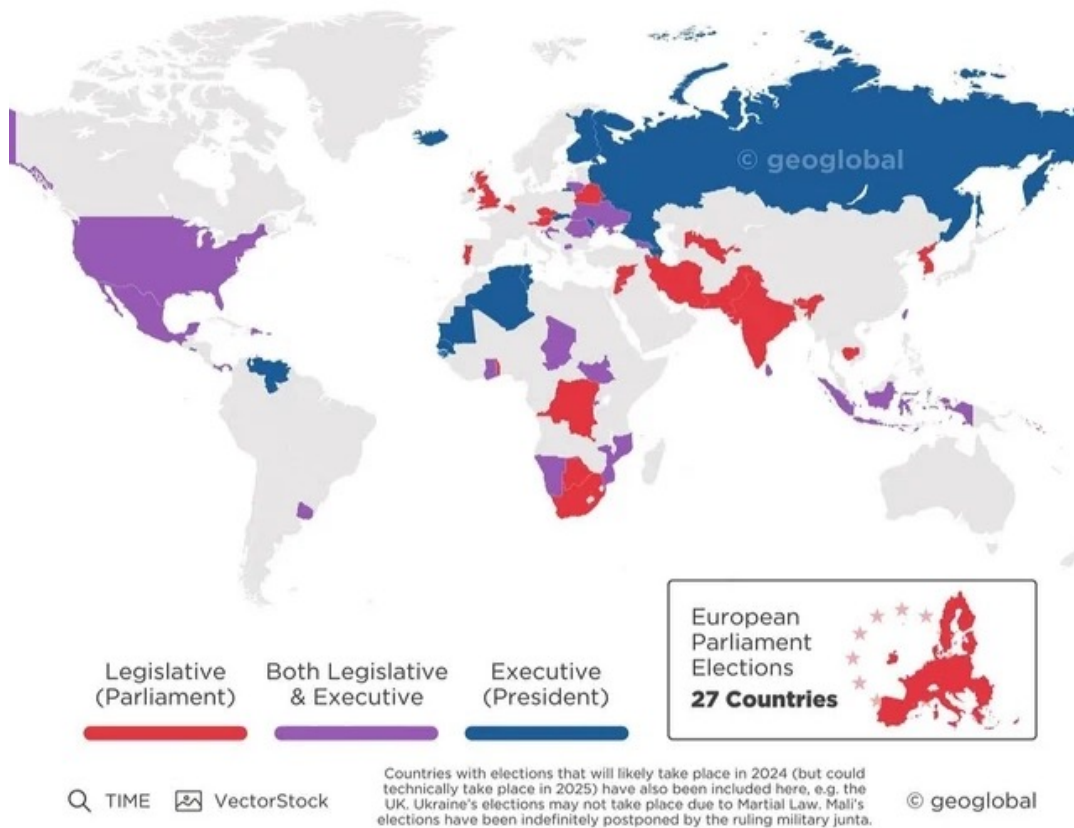 © geoglobal
European
Parliament
Elections
27 Countries
Legislative
(Parliament)
Both Legislative
& Executive
Executive
(President)
TIME
VectorStock
Countries with elections that will likely take place in 2024 (but could
technically take place in 2025) have also been included here, e.g. the
UK. Ukraine's elections may not take place due to Martial Law. Mali's
elections have been indefinitely postponed by the ruling military junta.
© geoglobal